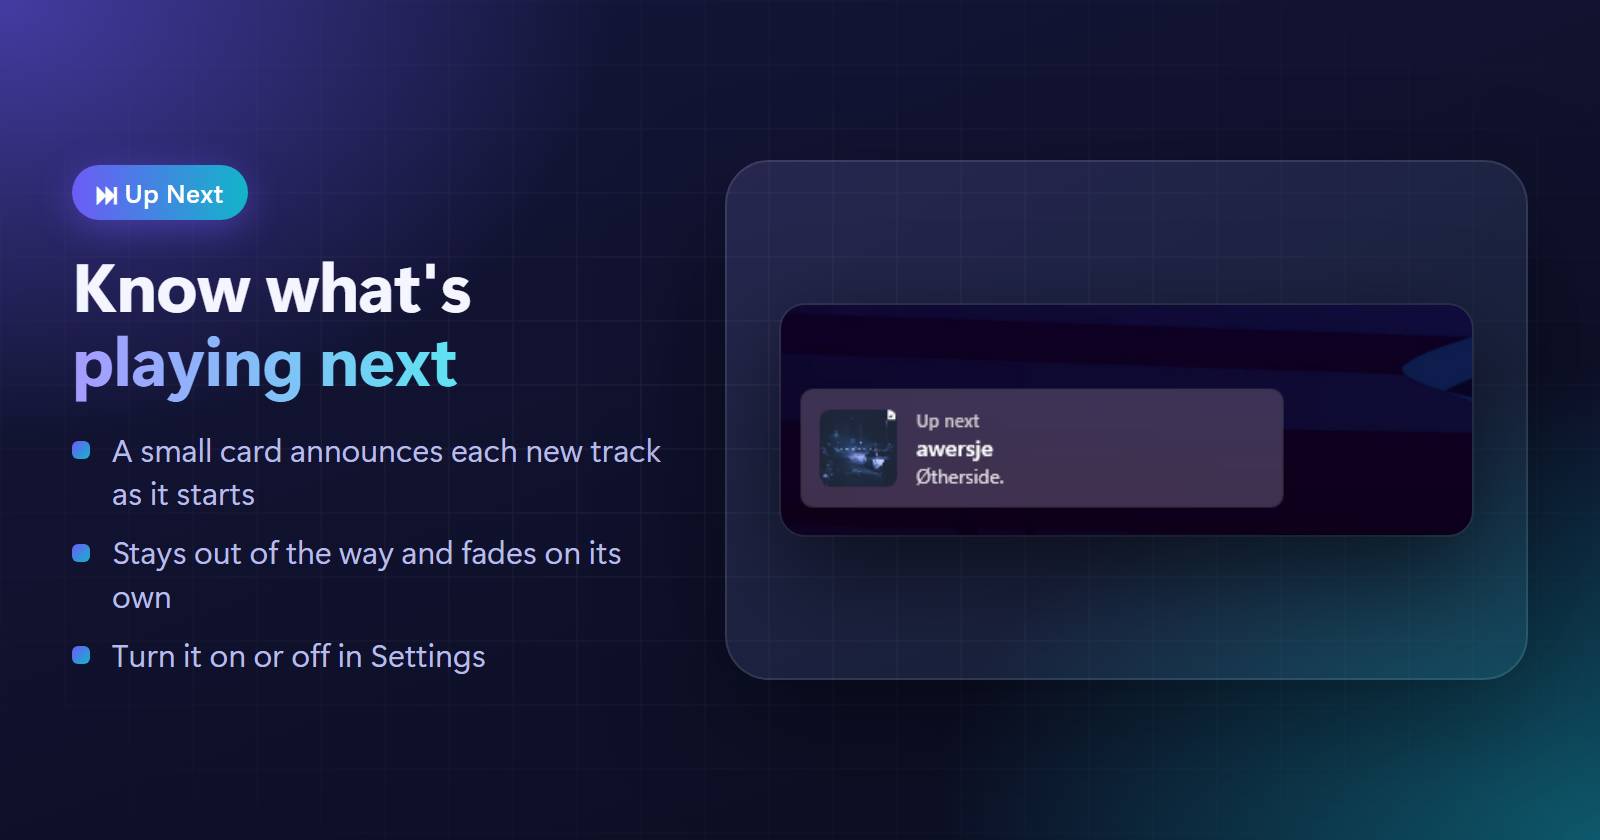 ⏭ Up Next
Know what's
playing next
A small card announces each new track
as it starts
Stays out of the way and fades on its
own
Turn it on or off in Settings
Up next
awersje
Øtherside.